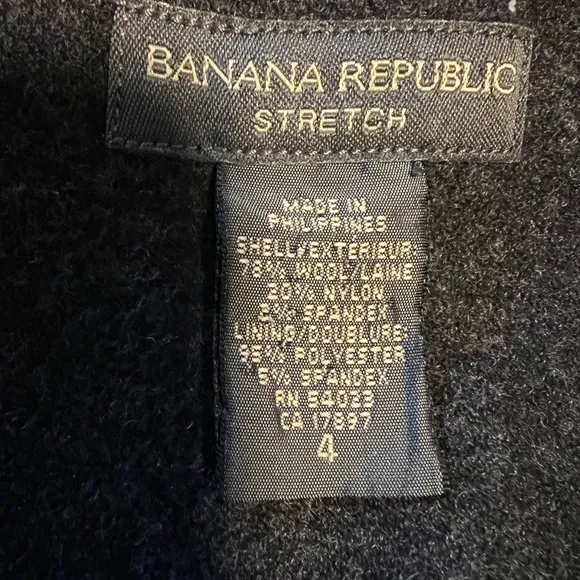 BANANA REPUBLIC
STRETCH
MADE IN
PHILIPPINES
SHELL/EXTERIEUR
78% WOOL/LAINE
20% NYLON
2% SPANDEX
LINING/DOUBLURE
95% POLYESTER
5% SPANDEX
RN 54023
CA 17897
4